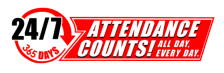 24/7
365 DAYS
ATTENDANCE
COUNTS! ALL DAY,
EVERY DAY.